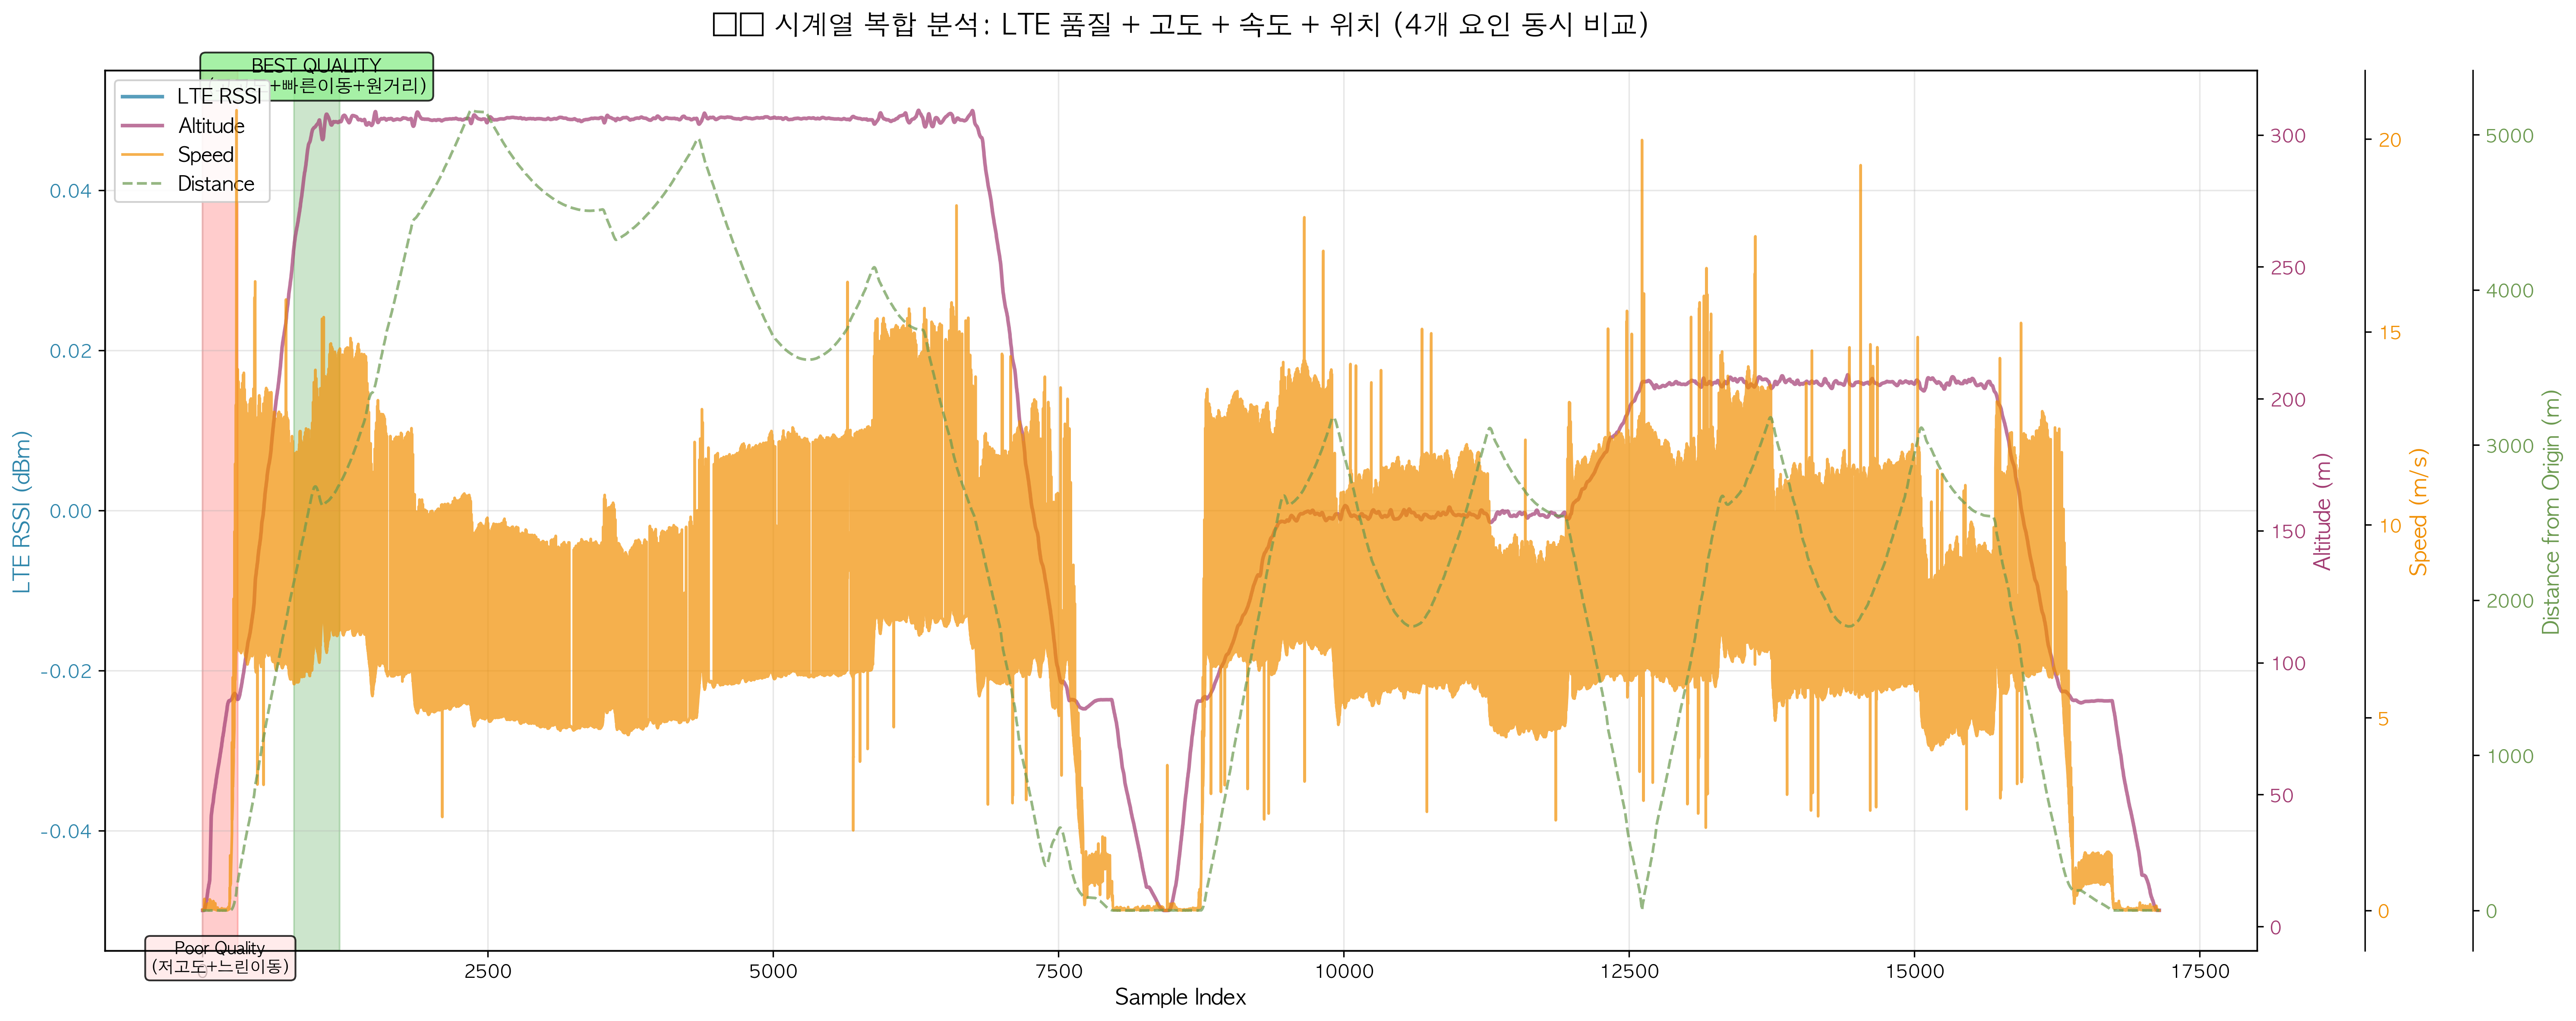 □□ 시계열 복합 분석: LTE 품질 + 고도 + 속도 + 위치 (4개 요인 동시 비교)
BEST QUALITY
+빠른이동+원거리)
LTE RSSI
Altitude
Speed
Distance
0.04
0.02
0.00
-0.02
-0.04
LTE RSSI (dBm)
Poor Quality
(저고도+느린이동)
2500
5000
7500
10000
12500
15000
17500
Sample Index
300
250
200
150
100
50
0
Altitude (m)
20
15
10
5
0
Speed (m/s)
5000
4000
3000
2000
1000
0
Distance from Origin (m)